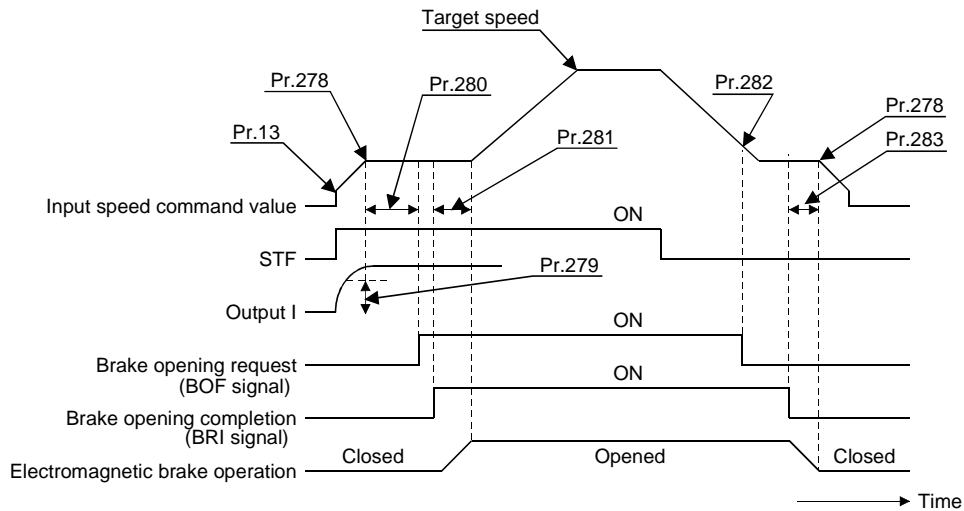 Target speed
Pr.278
Pr.280
Pr.282
Pr.278
Pr.13
Pr.281
Pr.283
Input speed command value
ON
STF
Pr.279
Output I
ON
Brake opening request
(BOF signal)
ON
Brake opening completion
(BRI signal)
Closed
Opened
Closed
Electromagnetic brake operation
Time